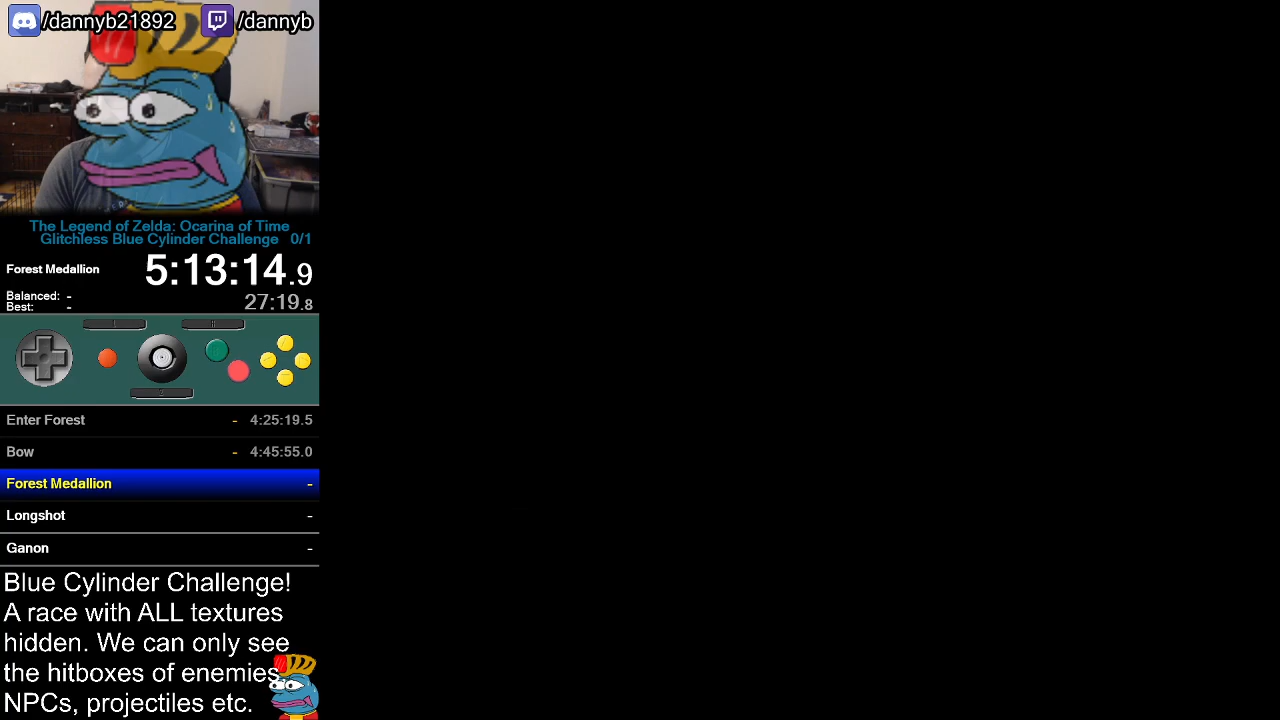 /dannyb21892 /dannyb
The Legend of Zelda: Ocarina of Time
Glitchless Blue Cylinder Challenge 0/1
Forest Medallion 5:13:14.9
Balanced: -
Best: - 27:19.8
Enter Forest - 4:25:19.5
Bow - 4:45:55.0
Forest Medallion -
Longshot -
Ganon -
Blue Cylinder Challenge!
A race with ALL textures
hidden. We can only see
the hitboxes of enemies
NPCs, projectiles etc.